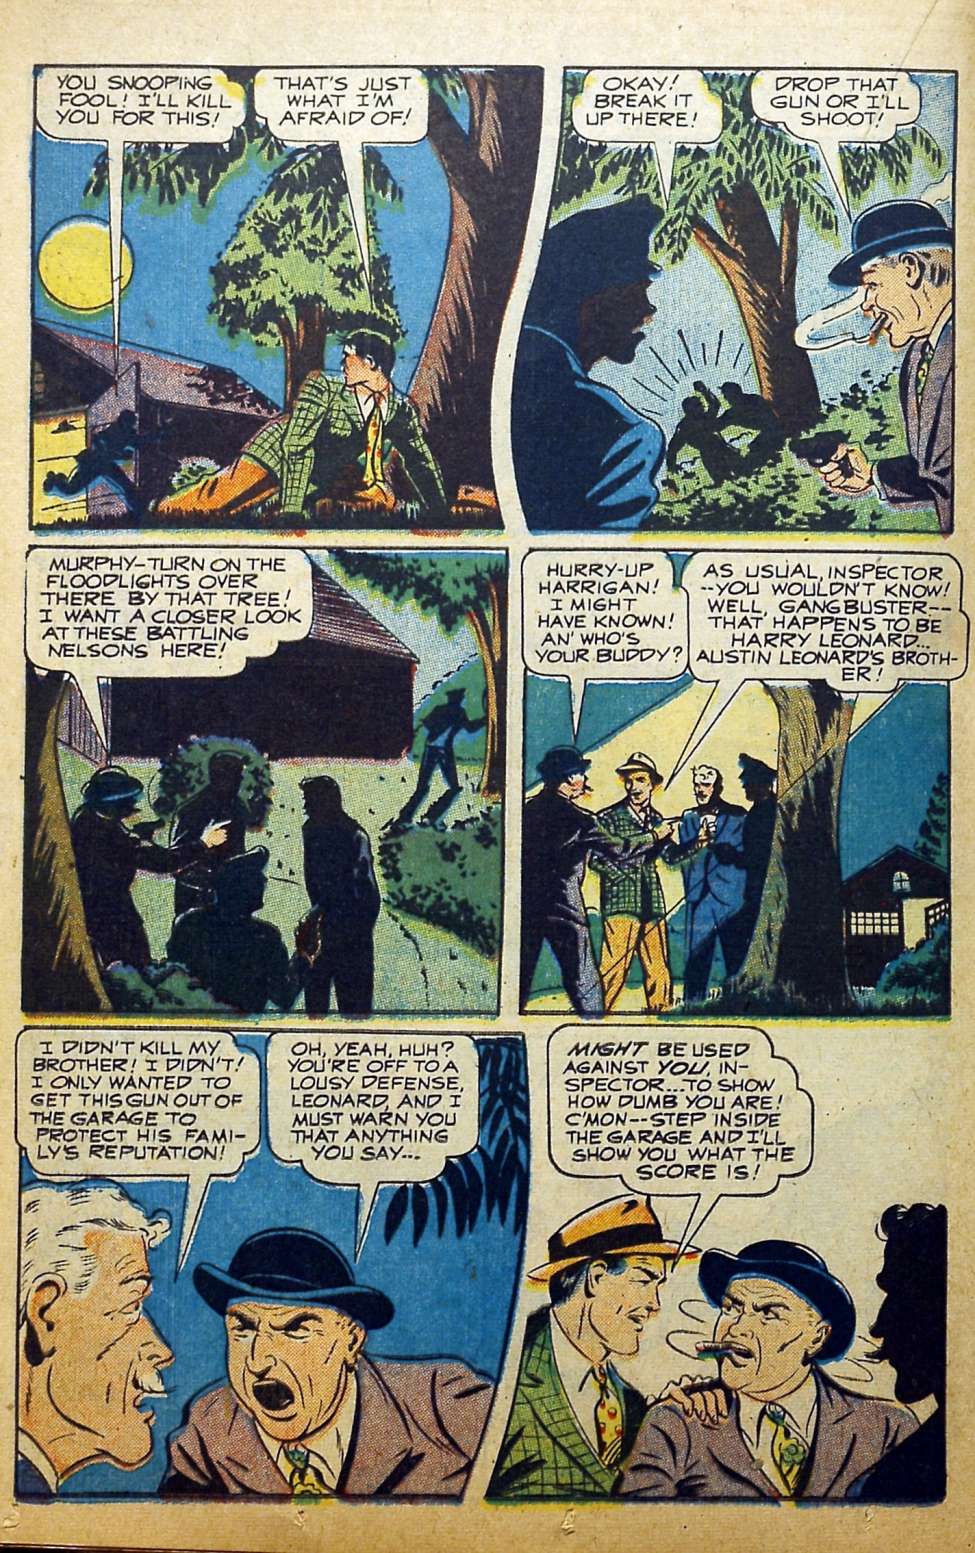 YOU SNOOPING
FOOL! I'LL KILL
YOU FOR THIS!
THAT'S JUST
WHAT I'M
AFRAID OF!
OKAY!
BREAK IT
UP THERE!
DROP THAT
GUN OR I'LL
SHOOT!
MURPHY-TURN ON THE
FLOODLIGHTS OVER
THERE BY THAT TREE!
I WANT A CLOSER LOOK
AT THESE BATTLING
NELSONS HERE!
HURRY-UP
HARRIGAN!
I MIGHT
HAVE KNOWN!
AN' WHO'S
YOUR BUDDY?
AS USUAL, INSPECTOR
--YOU WOULDN'T KNOW!
WELL, GANGBUSTER--
THAT HAPPENS TO BE
HARRY LEONARD...
AUSTIN LEONARD'S BROTH-
ER!
I DIDN'T KILL MY
BROTHER! I DIDN'T!
I ONLY WANTED TO
GET THIS GUN OUT OF
THE GARAGE TO
PROTECT HIS FAMI-
LY'S REPUTATION!
OH, YEAH, HUH?
YOU'RE OFF TO A
LOUSY DEFENSE,
LEONARD, AND I
MUST WARN YOU
THAT ANYTHING
YOU SAY...
MIGHT BE USED
AGAINST YOU, IN-
SPECTOR...TO SHOW
HOW DUMB YOU ARE!
C'MON--STEP INSIDE
THE GARAGE AND I'LL
SHOW YOU WHAT THE
SCORE IS!